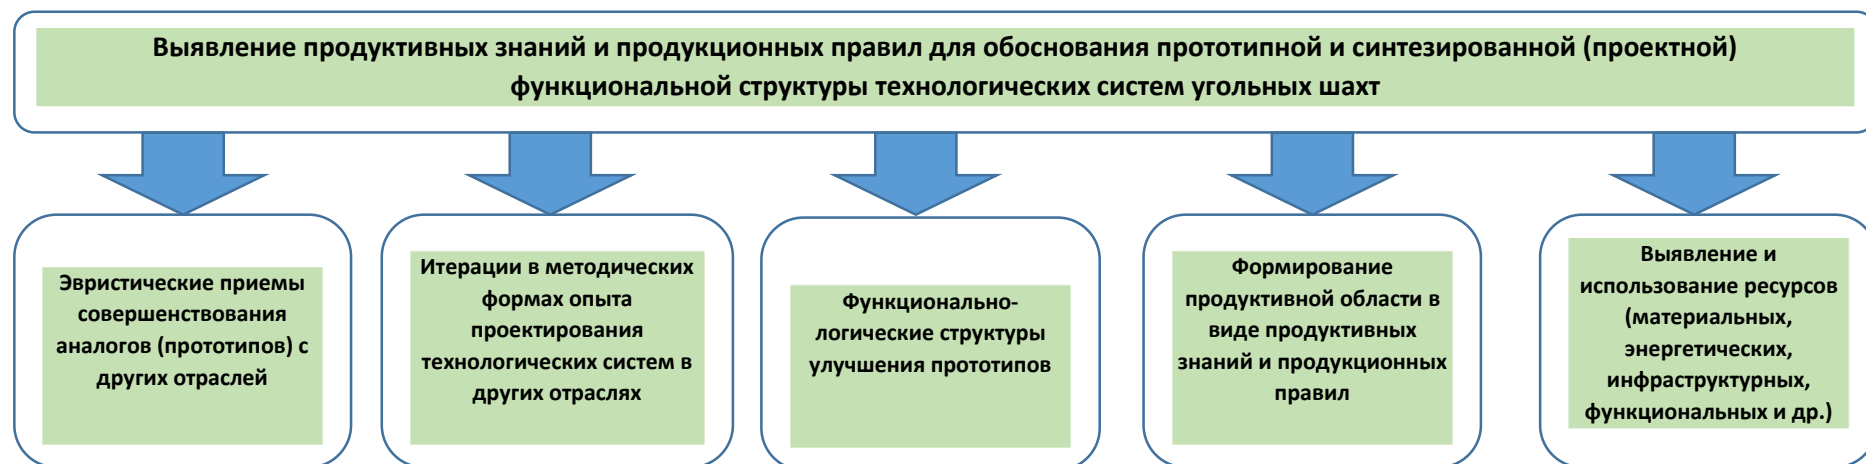 Выявление продуктивных знаний и продукционных правил для обоснования прототипной и синтезированной (проектной)
функциональной структуры технологических систем угольных шахт
Эвристические приемы
совершенствования
аналогов (прототипов) с
других отраслей
Итерации в методических
формах опыта
проектирования
технологических систем в
других отраслях
Функционально-
логические структуры
улучшения прототипов
Формирование
продуктивной области в
виде продуктивных
знаний и продукционных
правил
Выявление и
использование ресурсов
(материальных,
энергетических,
инфраструктурных,
функциональных и др.)